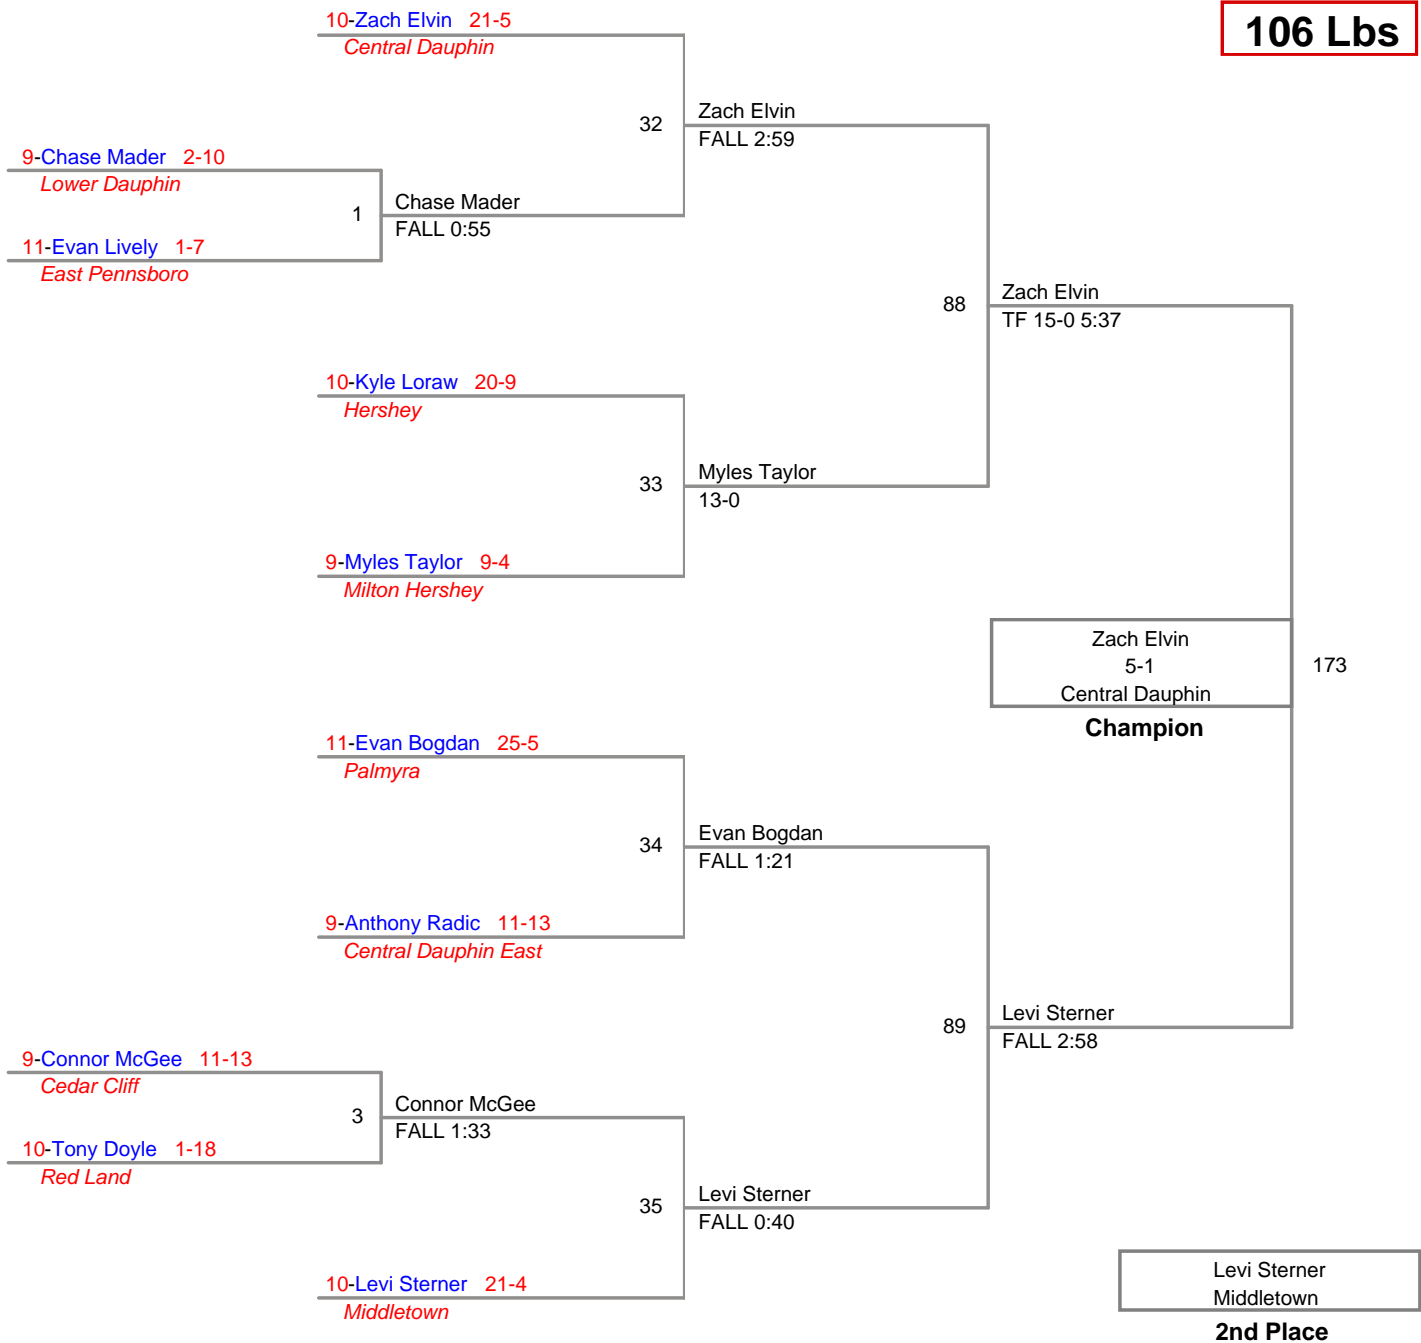 106 Lbs
10-Zach Elvin 21-5
Central Dauphin
32
Zach Elvin
FALL 2:59
9-Chase Mader 2-10
Lower Dauphin
1
Chase Mader
FALL 0:55
11-Evan Lively 1-7
East Pennsboro
88
Zach Elvin
TF 15-0 5:37
10-Kyle Loraw 20-9
Hershey
33
Myles Taylor
13-0
9-Myles Taylor 9-4
Milton Hershey
Zach Elvin
5-1
Central Dauphin
173
Champion
11-Evan Bogdan 25-5
Palmyra
34
Evan Bogdan
FALL 1:21
9-Anthony Radic 11-13
Central Dauphin East
89
Levi Sterner
FALL 2:58
9-Connor McGee 11-13
Cedar Cliff
3
Connor McGee
FALL 1:33
10-Tony Doyle 1-18
Red Land
35
Levi Sterner
FALL 0:40
10-Levi Sterner 21-4
Middletown
Levi Sterner
Middletown
2nd Place